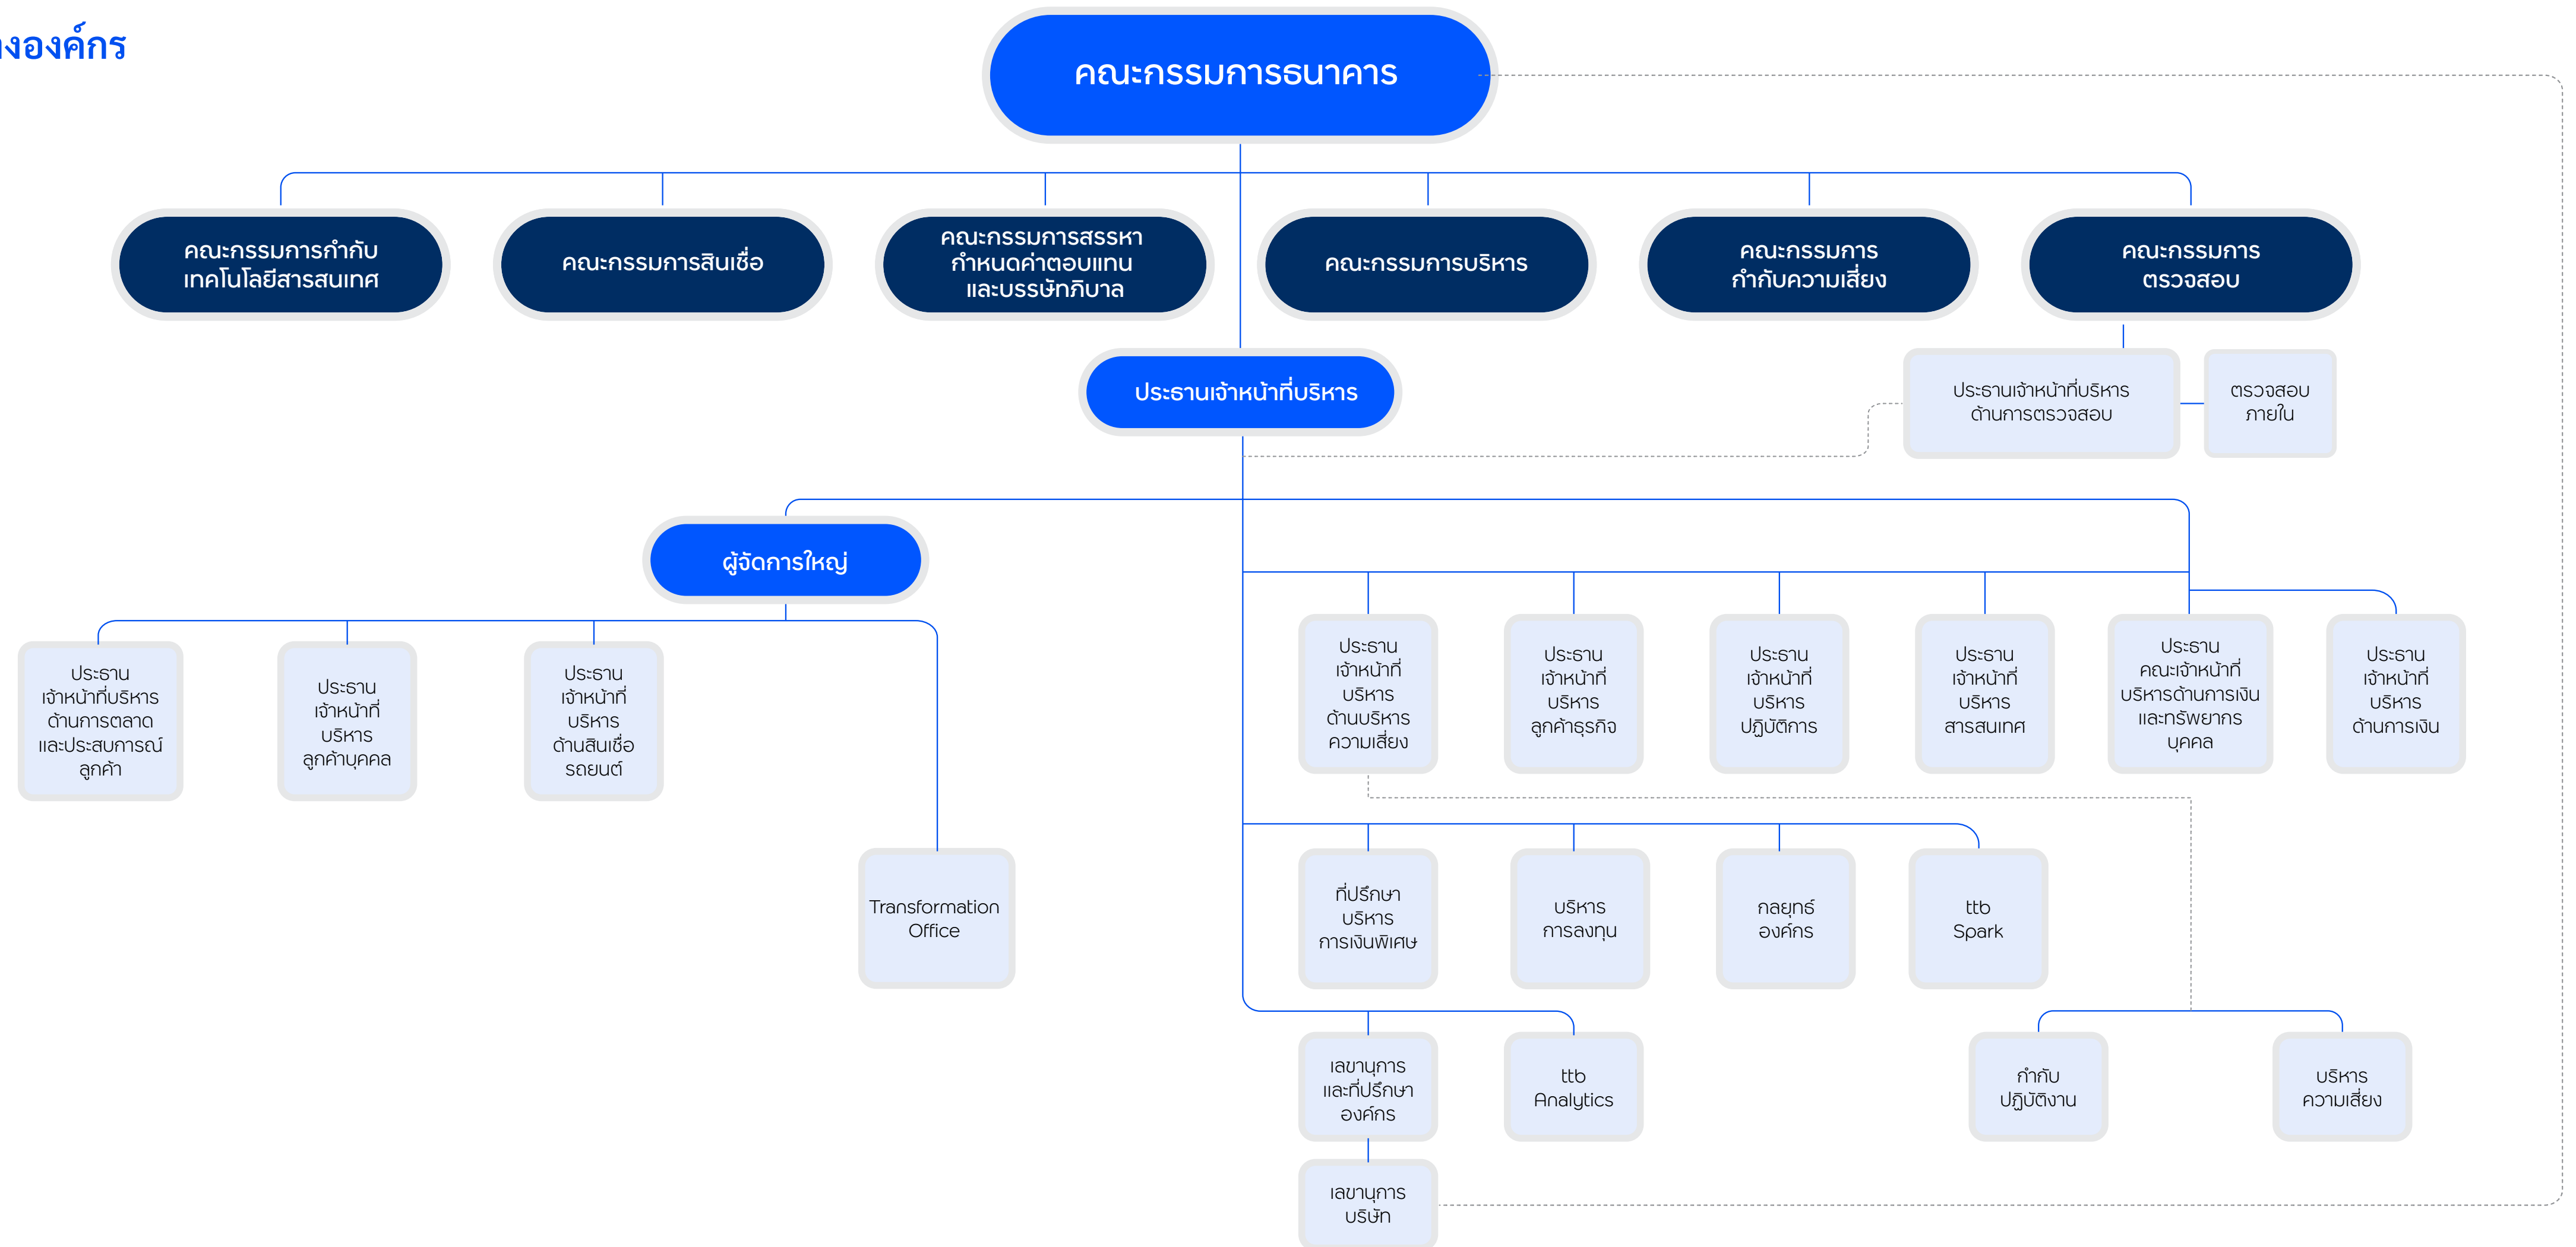 งองค์กร
คณะกรรมการธนาคาร
คณะกรรมการกำกับ
เทคโนโลยีสารสนเทศ
คณะกรรมการสินเชื่อ
คณะกรรมการสรรหา
กำหนดค่าตอบแทน
และบรรษัทภิบาล
คณะกรรมการบริหาร
คณะกรรมการ
กำกับความเสี่ยง
คณะกรรมการ
ตรวจสอบ
ประธานเจ้าหน้าที่บริหาร
ประธานเจ้าหน้าที่บริหาร
ด้านการตรวจสอบ
ตรวจสอบ
ภายใน
ผู้จัดการใหญ่
ประธาน
เจ้าหน้าที่บริหาร
ด้านการตลาด
และประสบการณ์
ลูกค้า
ประธาน
เจ้าหน้าที่
บริหาร
ลูกค้าบุคคล
ประธาน
เจ้าหน้าที่
บริหาร
ด้านสินเชื่อ
รถยนต์
ประธาน
เจ้าหน้าที่
บริหาร
ด้านบริหาร
ความเสี่ยง
ประธาน
เจ้าหน้าที่
บริหาร
ลูกค้าธุรกิจ
ประธาน
เจ้าหน้าที่
บริหาร
ปฏิบัติการ
ประธาน
เจ้าหน้าที่
บริหาร
สารสนเทศ
ประธาน
คณะเจ้าหน้าที่
บริหารด้านการเงิน
และทรัพยากร
บุคคล
ประธาน
เจ้าหน้าที่
บริหาร
ด้านการเงิน
Transformation
Office
ที่ปรึกษา
บริหาร
การเงินพิเศษ
บริหาร
การลงทุน
กลยุทธ์
องค์กร
ttb
Spark
เลขานุการ
และที่ปรึกษา
องค์กร
ttb
Analytics
กำกับ
ปฏิบัติงาน
บริหาร
ความเสี่ยง
เลขานุการ
บริษัท